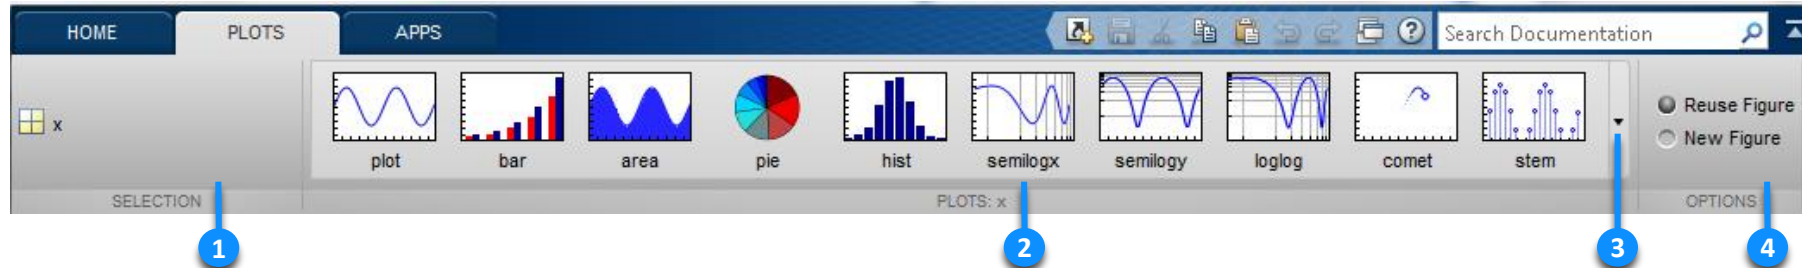 HOME PLOTS APPS Search Documentation
x
Reuse Figure
New Figure
plot bar area pie hist semilogx semilogy loglog comet stem
SELECTION PLOTS: x OPTIONS
1 2 3 4